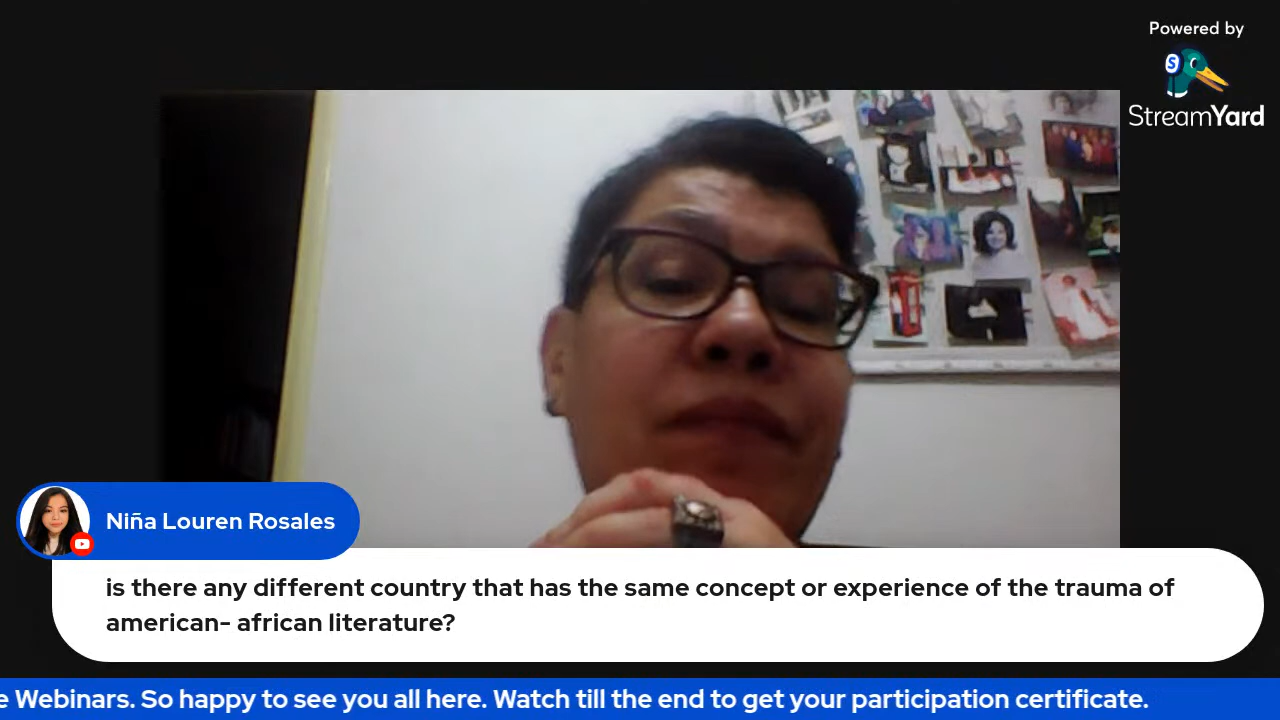 Powered by
StreamYard
Niña Louren Rosales
is there any different country that has the same concept or experience of the trauma of
american- african literature?
e Webinars. So happy to see you all here. Watch till the end to get your participation certificate.